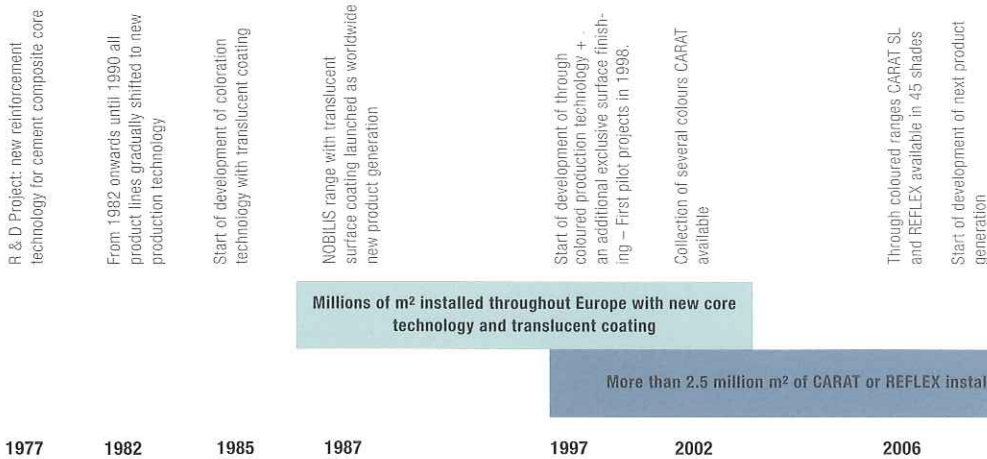 R & D Project: new reinforcement
technology for cement composite core
From 1982 onwards until 1990 all
product lines gradually shifted to new
production technology
Start of development of coloration
technology with translucent coating
NOBILIS range with translucent
surface coating launched as worldwide
new product generation
Start of development of through
coloured production technology + .
an additional exclusive surface finish-
ing – First pilot projects in 1998.
Collection of several colours CARAT
available
Through coloured ranges CARAT SL
and REFLEX available in 45 shades
Start of development of next product
generation
Millions of m² installed throughout Europe with new core
technology and translucent coating
More than 2.5 million m² of CARAT or REFLEX instal
1977 1982 1985 1987 1997 2002 2006